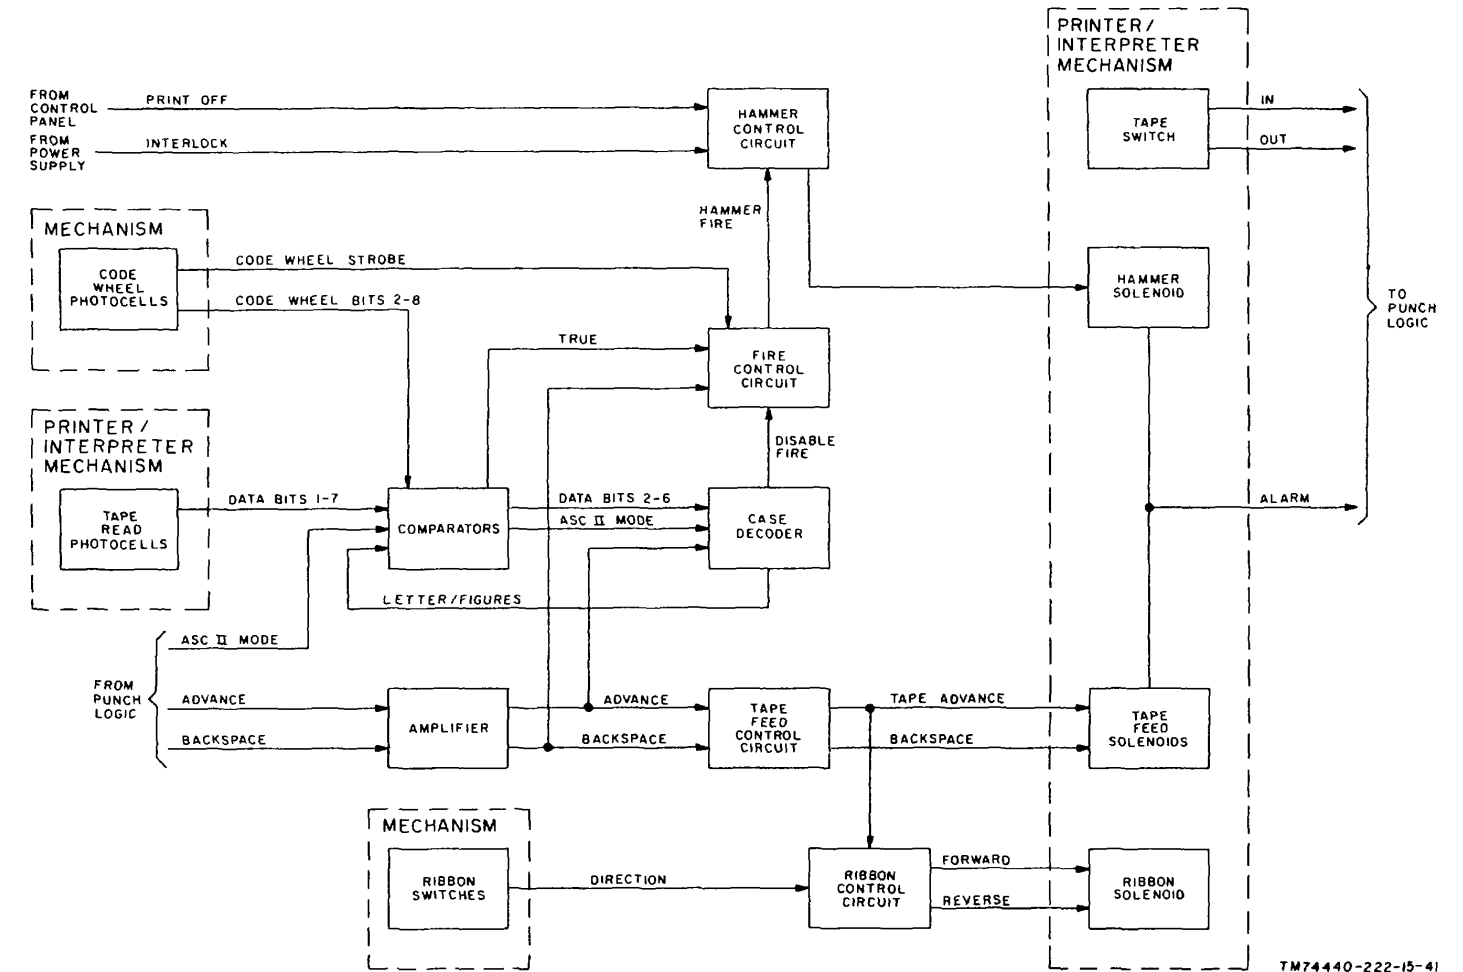 PRINTER/
INTERPRETER
MECHANISM
FROM
CONTROL
PANEL
PRINT OFF
FROM
POWER
SUPPLY
INTERLOCK
HAMMER
CONTROL
CIRCUIT
TAPE
SWITCH
IN
OUT
HAMMER
FIRE
MECHANISM
CODE
WHEEL
PHOTOCELLS
CODE WHEEL STROBE
CODE WHEEL BITS 2-8
HAMMER
SOLENOID
TO
PUNCH
LOGIC
TRUE
FIRE
CONTROL
CIRCUIT
PRINTER/
INTERPRETER
MECHANISM
TAPE
READ
PHOTOCELLS
DATA BITS 1-7
COMPARATORS
DISABLE
FIRE
DATA BITS 2-6
ASC II MODE
CASE
DECODER
ALARM
LETTER/FIGURES
FROM
PUNCH
LOGIC
ASC II MODE
ADVANCE
BACKSPACE
AMPLIFIER
ADVANCE
BACKSPACE
TAPE
FEED
CONTROL
CIRCUIT
TAPE ADVANCE
BACKSPACE
TAPE
FEED
SOLENOIDS
MECHANISM
RIBBON
SWITCHES
DIRECTION
RIBBON
CONTROL
CIRCUIT
FORWARD
REVERSE
RIBBON
SOLENOID
TM74440-222-15-41